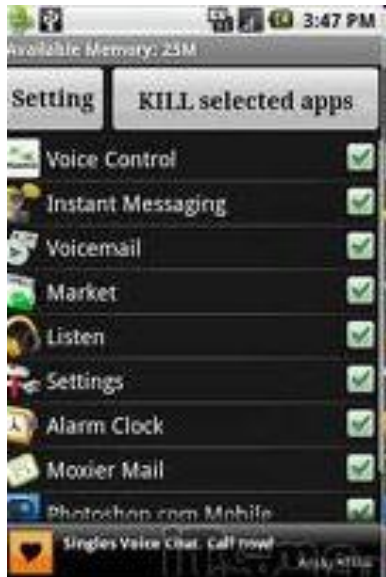 3:47 PM
Available Memory: 25M
Setting
KILL selected apps
Voice Control
Instant Messaging
Voicemail
Market
Listen
Settings
Alarm Clock
Moxier Mail
Photoshop.com Mobile
Singles Voice Chat. Call now!